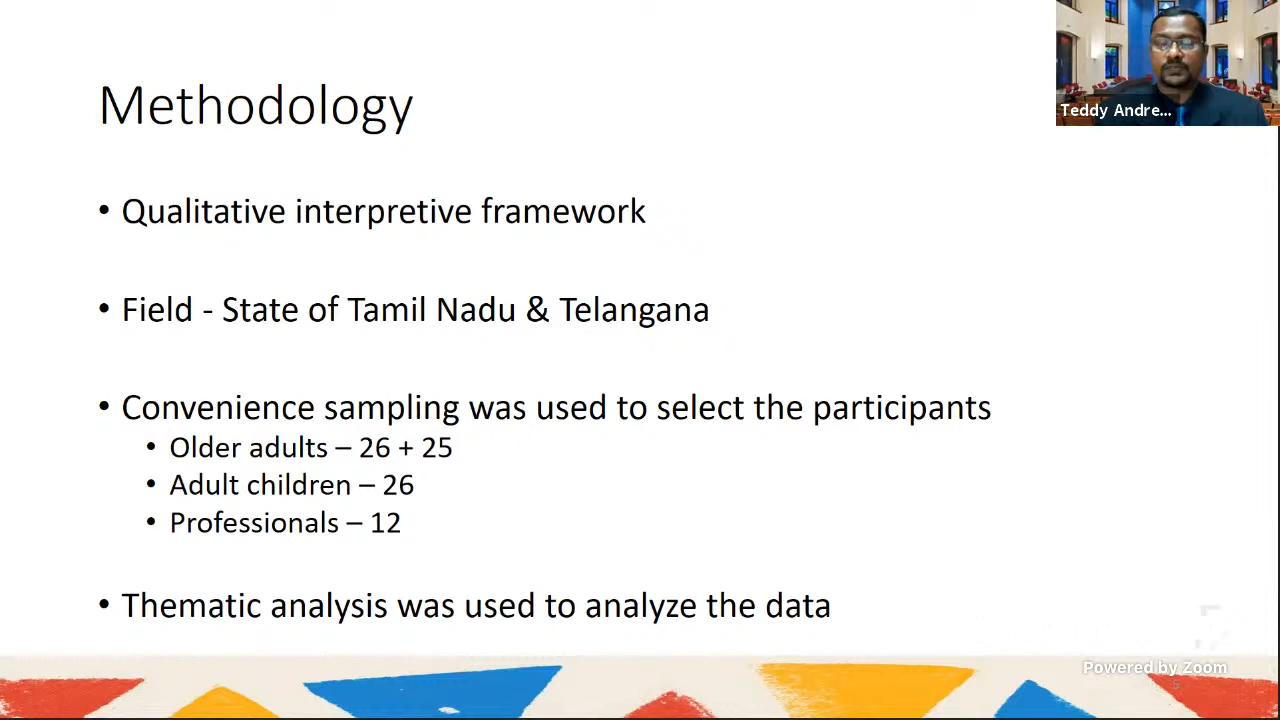 Methodology
Teddy Andre...
• Qualitative interpretive framework
• Field - State of Tamil Nadu & Telangana
• Convenience sampling was used to select the participants
• Older adults – 26 + 25
• Adult children – 26
• Professionals – 12
• Thematic analysis was used to analyze the data
Powered by Zoom